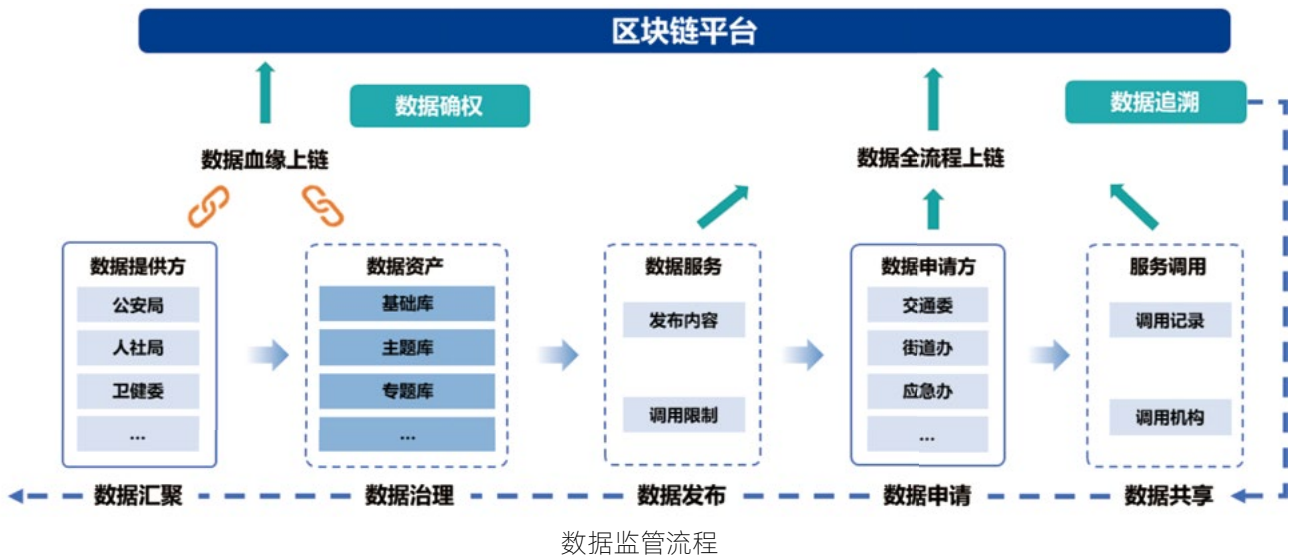 区块链平台
数据确权
数据追溯
数据血缘上链
数据全流程上链
数据提供方
公安局
人社局
卫健委
...
数据资产
基础库
主题库
专题库
...
数据服务
发布内容
调用限制
数据申请方
交通委
街道办
应急办
...
服务调用
调用记录
调用机构
数据汇聚
数据治理
数据发布
数据申请
数据共享
数据监管流程